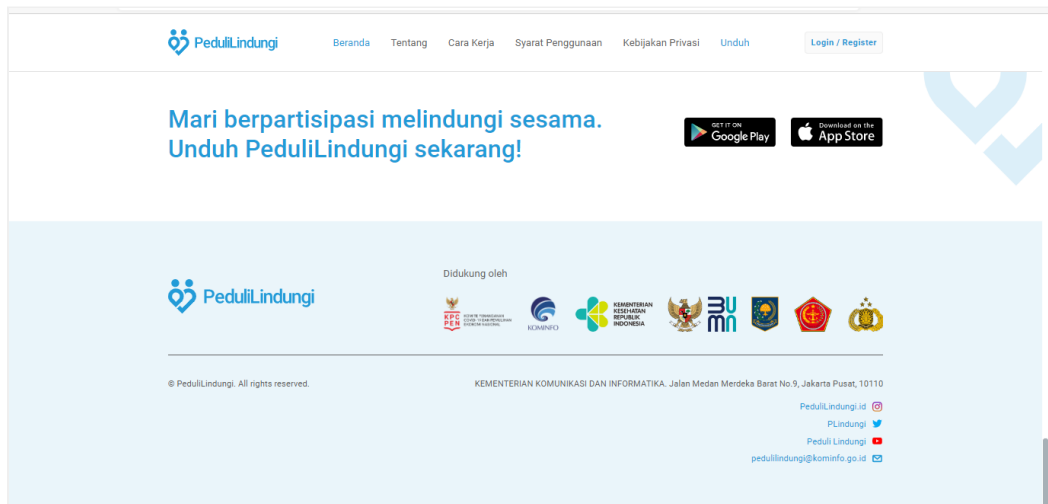 PeduliLindungi
Beranda Tentang Cara Kerja Syarat Penggunaan Kebijakan Privasi Unduh Login / Register
Mari berpartisipasi melindungi sesama.
Unduh PeduliLindungi sekarang!
GET IT ON
Google Play
Download on the
App Store
PeduliLindungi
Didukung oleh
KPC
PEN
KOMINFO
KEMENTERIAN
KESEHATAN
REPUBLIK
INDONESIA
BUMN
© PeduliLindungi. All rights reserved.
KEMENTERIAN KOMUNIKASI DAN INFORMATIKA. Jalan Medan Merdeka Barat No.9, Jakarta Pusat, 10110
PeduliLindungi.id
PLindungi
Peduli Lindungi
pedulilindungi@kominfo.go.id